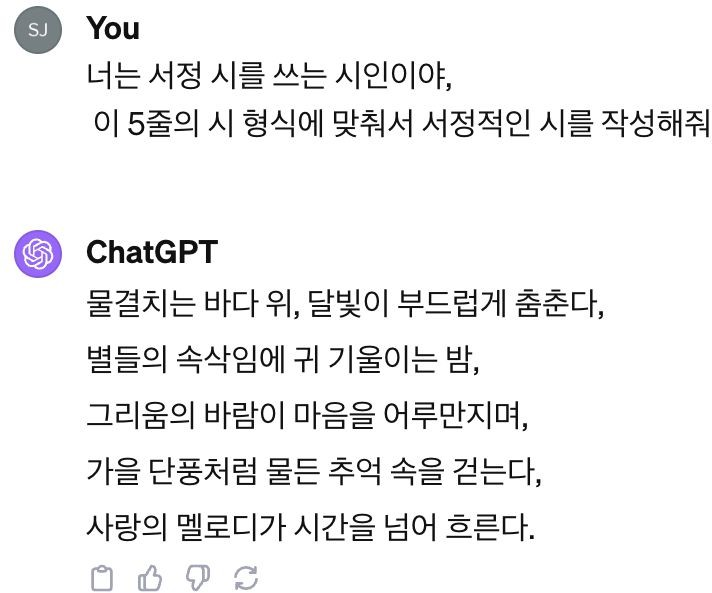 SJ
You
너는 서정 시를 쓰는 시인이야,
이 5줄의 시 형식에 맞춰서 서정적인 시를 작성해줘
ChatGPT
물결치는 바다 위, 달빛이 부드럽게 춤춘다,
별들의 속삭임에 귀 기울이는 밤,
그리움의 바람이 마음을 어루만지며,
가을 단풍처럼 물든 추억 속을 걷는다,
사랑의 멜로디가 시간을 넘어 흐른다.